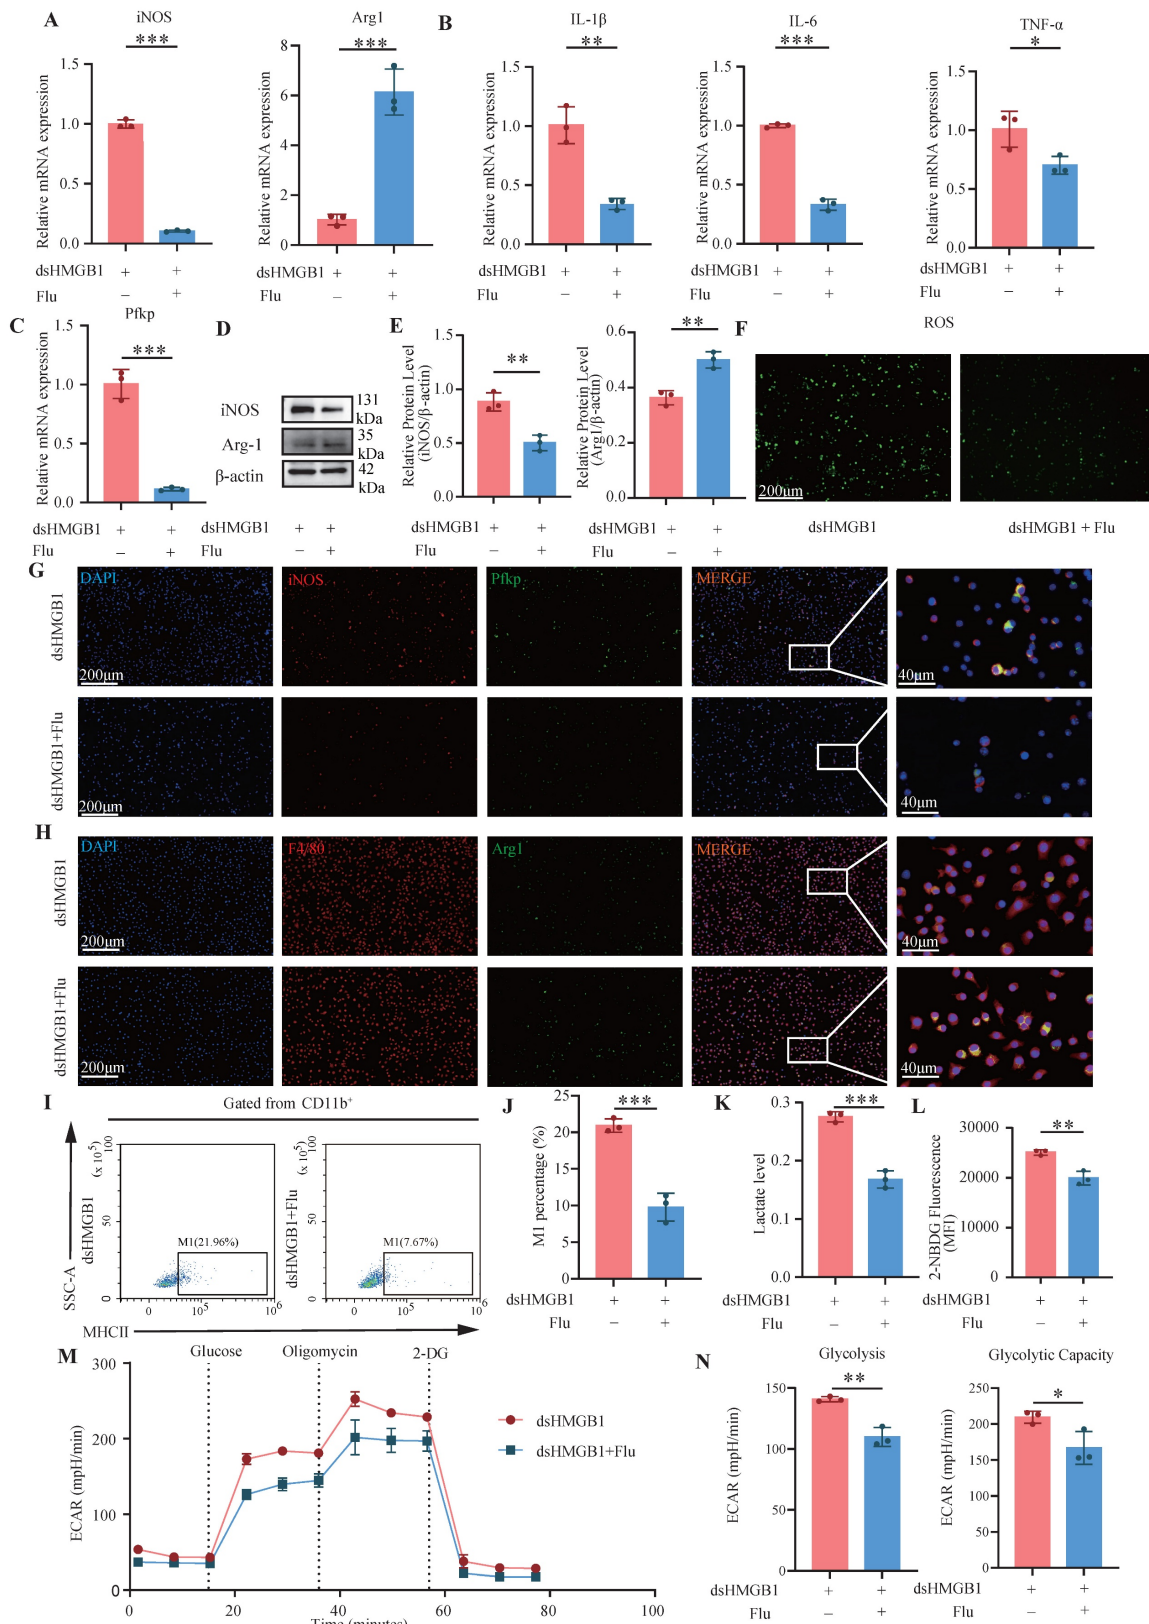 A
iNOS
***
Relative mRNA expression
1.5
1.0
0.5
0.0
dsHMGB1 + +
Flu – +
Arg1
***
Relative mRNA expression
8
6
4
2
0
dsHMGB1 + +
Flu – +
B
IL-1β
**
Relative mRNA expression
1.5
1.0
0.5
0.0
dsHMGB1 + +
Flu – +
IL-6
***
Relative mRNA expression
1.5
1.0
0.5
0.0
dsHMGB1 + +
Flu – +
TNF-α
*
Relative mRNA expression
1.5
1.0
0.5
0.0
dsHMGB1 + +
Flu – +
C
Pfkp
***
Relative mRNA expression
1.5
1.0
0.5
0.0
dsHMGB1 + +
Flu – +
D
iNOS
131
kDa
Arg-1
35
kDa
β-actin
42
kDa
dsHMGB1 + +
Flu – +
E
**
Relative Protein Level
(iNOS/β-actin)
1.5
1.0
0.5
0.0
dsHMGB1 + +
Flu – +
**
Relative Protein Level
(Arg1/β-actin)
0.6
0.4
0.2
0.0
dsHMGB1 + +
Flu – +
F
ROS
200μm
dsHMGB1
dsHMGB1 + Flu
G
dsHMGB1
DAPI
iNOS
Pfkp
MERGE
200μm
40μm
dsHMGB1+Flu
200μm
40μm
H
dsHMGB1
DAPI
F4/80
Arg1
MERGE
200μm
40μm
dsHMGB1+Flu
200μm
40μm
I
Gated from CD11b⁺
SSC-A
dsHMGB1
(x 10⁵)
100
50
0
M1(21.96%)
0 10⁵ 10⁶
dsHMGB1+Flu
(x 10⁵)
100
50
0
M1(7.67%)
0 10⁵ 10⁶
MHCII
J
***
M1 percentage (%)
25
20
15
10
5
0
dsHMGB1 + +
Flu – +
K
***
Lactate level
0.3
0.2
0.1
0.0
dsHMGB1 + +
Flu – +
L
**
2-NBDG Fluorescence
(MFI)
30000
20000
10000
0
dsHMGB1 + +
Flu – +
M
Glucose
Oligomycin
2-DG
ECAR (mpH/min)
300
200
100
0
0 20 40 60 80 100
Time (minutes)
dsHMGB1
dsHMGB1+Flu
N
Glycolysis
**
ECAR (mpH/min)
150
100
50
0
dsHMGB1 + +
Flu – +
Glycolytic Capacity
*
ECAR (mpH/min)
250
200
150
100
50
0
dsHMGB1 + +
Flu – +